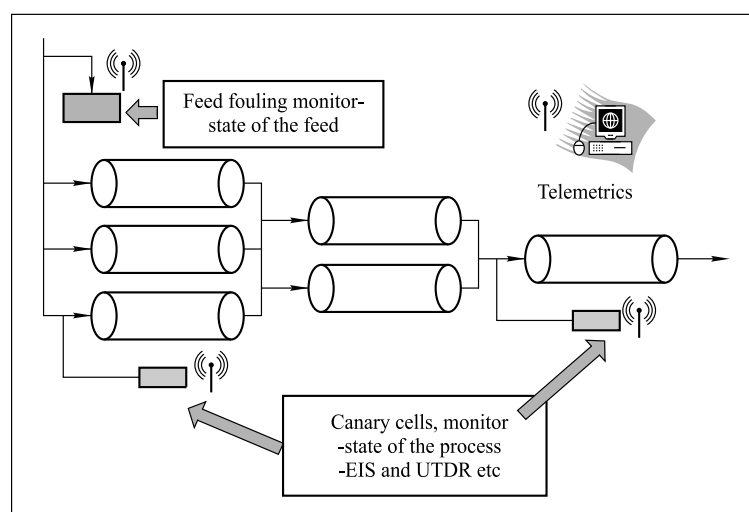 Feed fouling monitor-
state of the feed
Telemetrics
Canary cells, monitor
-state of the process
-EIS and UTDR etc